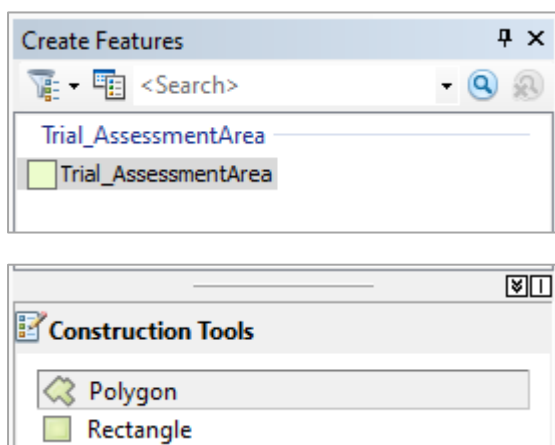 Create Features
<Search>
Trial_AssessmentArea
Trial_AssessmentArea
Construction Tools
Polygon
Rectangle